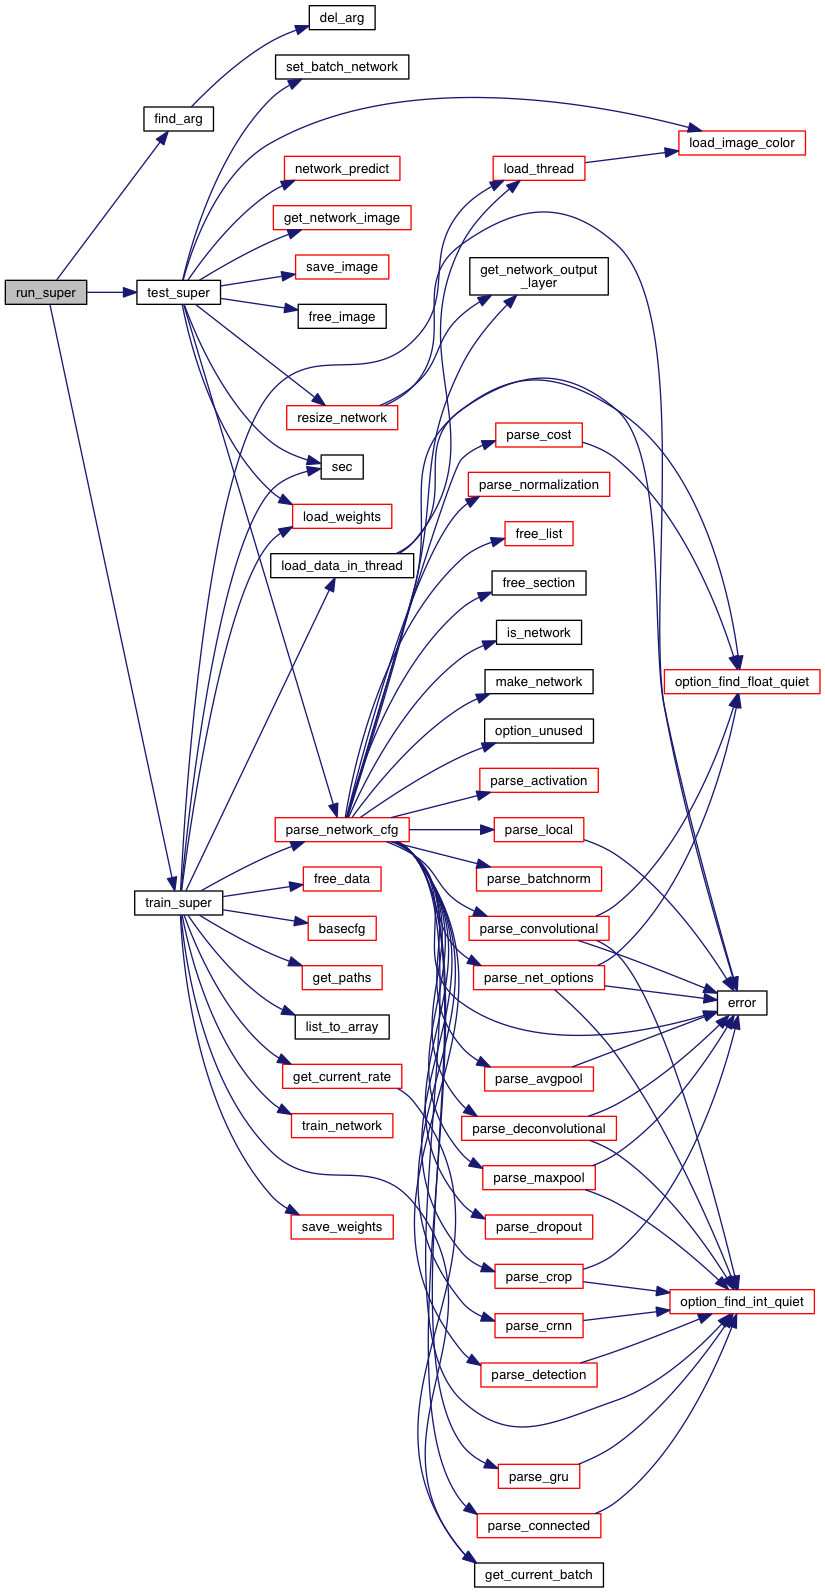 del_arg
set_batch_network
find_arg
load_image_color
network_predict
load_thread
get_network_image
save_image
get_network_output
_layer
run_super
test_super
free_image
resize_network
parse_cost
sec
parse_normalization
load_weights
free_list
load_data_in_thread
free_section
is_network
make_network
option_find_float_quiet
option_unused
parse_activation
parse_network_cfg
parse_local
free_data
parse_batchnorm
train_super
basecfg
parse_convolutional
get_paths
parse_net_options
error
list_to_array
get_current_rate
parse_avgpool
train_network
parse_deconvolutional
parse_maxpool
save_weights
parse_dropout
parse_crop
option_find_int_quiet
parse_crnn
parse_detection
parse_gru
parse_connected
get_current_batch